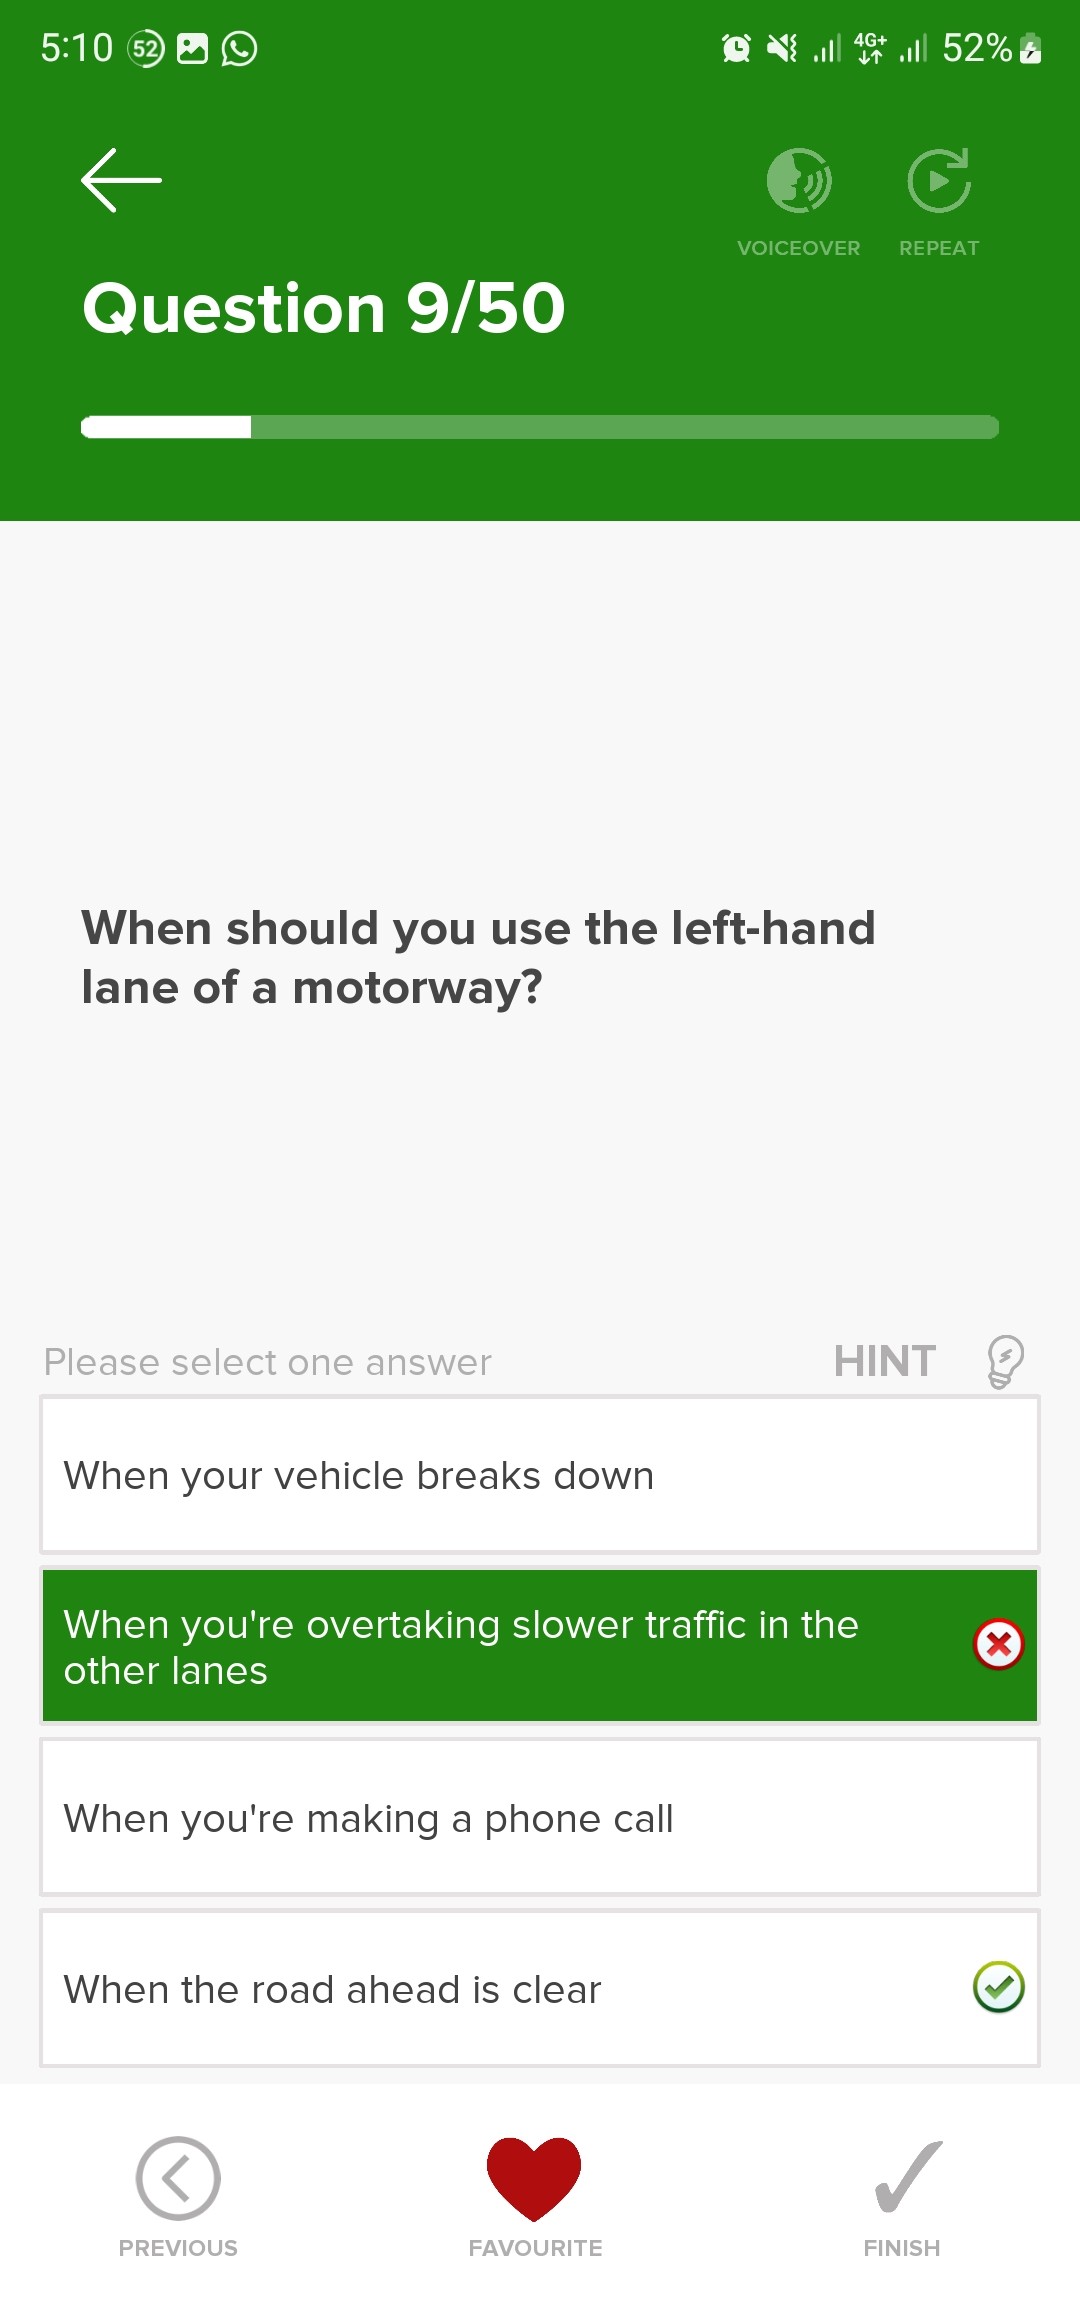 5:10 52 4G+ 52%
VOICEOVER REPEAT
Question 9/50
When should you use the left-hand
lane of a motorway?
Please select one answer HINT
When your vehicle breaks down
When you're overtaking slower traffic in the
other lanes
When you're making a phone call
When the road ahead is clear
PREVIOUS FAVOURITE FINISH